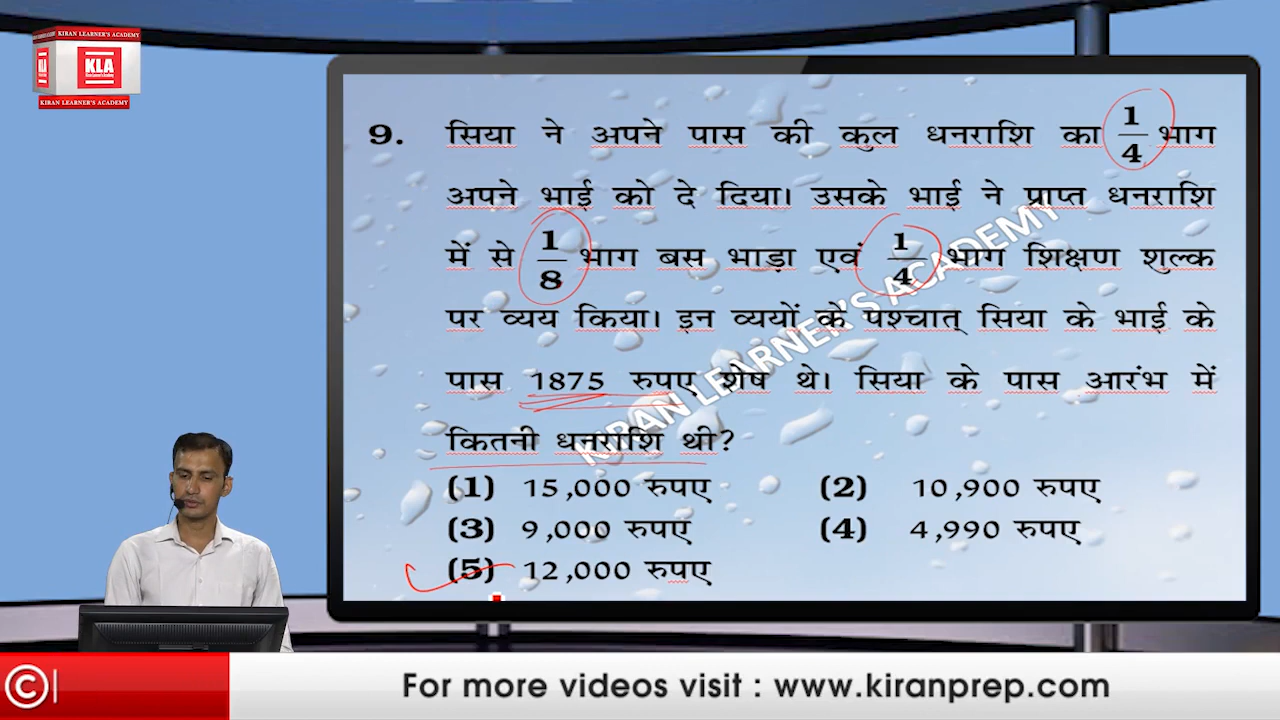 KIRAN LEARNER'S ACADEMY
KLA
Kiran Learner's Academy
KIRAN LEARNER'S ACADEMY
9. सिया ने अपने पास की कुल धनराशि का 1/4 भाग
अपने भाई को दे दिया। उसके भाई ने प्राप्त धनराशि
में से 1/8 भाग बस भाड़ा एवं 1/4 भाग शिक्षण शुल्क
पर व्यय किया। इन व्ययों के पश्चात् सिया के भाई के
पास 1875 रुपए शेष थे। सिया के पास आरंभ में
कितनी धनराशि थी?
(1) 15,000 रुपए (2) 10,900 रुपए
(3) 9,000 रुपए (4) 4,990 रुपए
(5) 12,000 रुपए
KIRAN LEARNER'S ACADEMY
©
For more videos visit : www.kiranprep.com